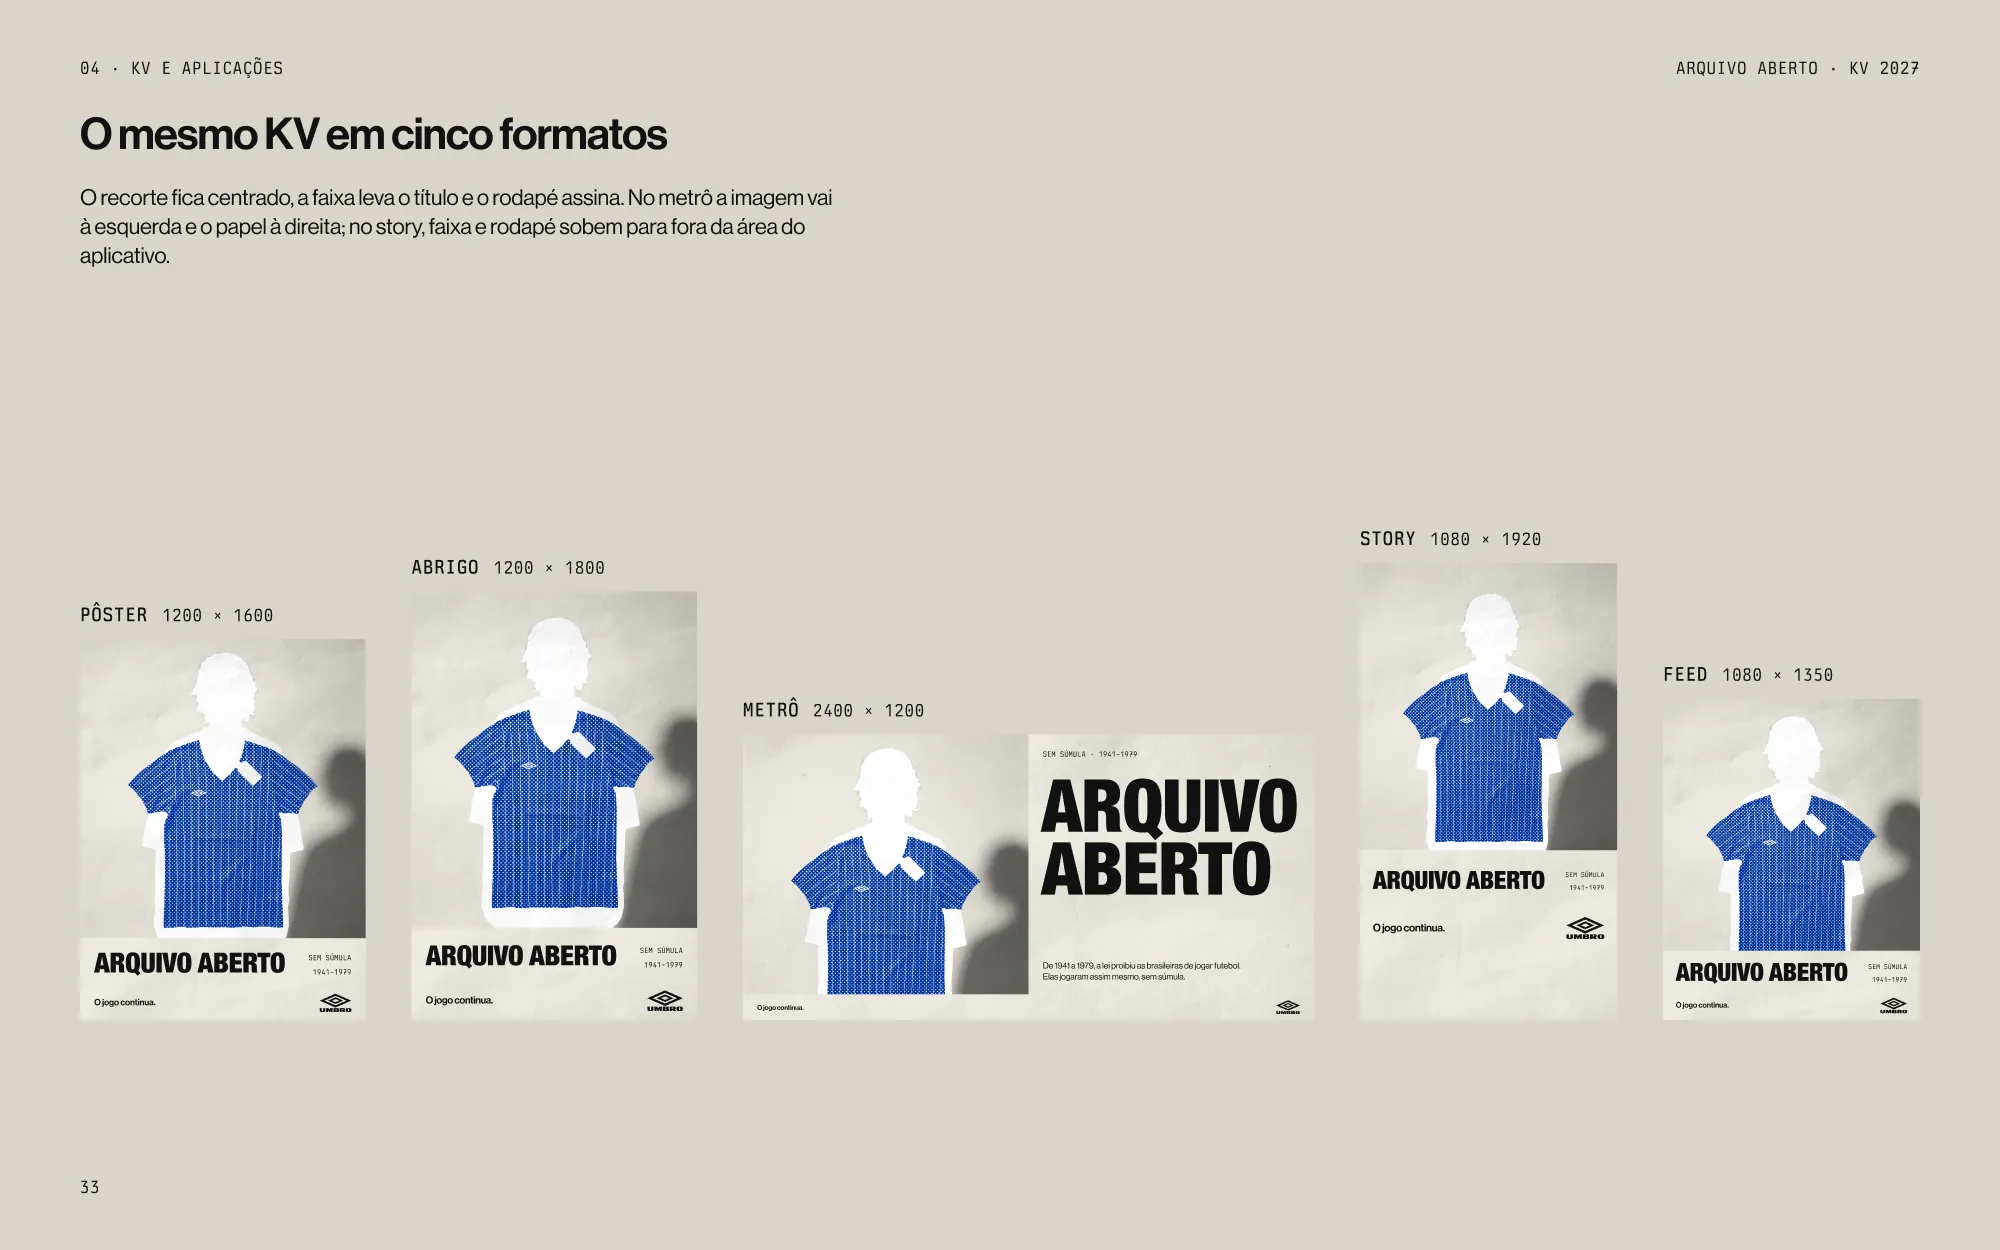 04 · KV E APLICAÇÕES
ARQUIVO ABERTO · KV 2027
O mesmo KV em cinco formatos
O recorte fica centrado, a faixa leva o título e o rodapé assina. No metrô a imagem vai
à esquerda e o papel à direita; no story, faixa e rodapé sobem para fora da área do
aplicativo.
PÔSTER 1200 × 1600
ARQUIVO ABERTO
SEM SÚMULA
1941–1979
O jogo continua.
UMBRO
ABRIGO 1200 × 1800
ARQUIVO ABERTO
SEM SÚMULA
1941–1979
O jogo continua.
UMBRO
METRÔ 2400 × 1200
SEM SÚMULA · 1941–1979
ARQUIVO
ABERTO
De 1941 a 1979, a lei proibiu as brasileiras de jogar futebol.
Elas jogaram assim mesmo, sem súmula.
O jogo continua.
UMBRO
STORY 1080 × 1920
ARQUIVO ABERTO
SEM SÚMULA
1941–1979
O jogo continua.
UMBRO
FEED 1080 × 1350
ARQUIVO ABERTO
SEM SÚMULA
1941–1979
O jogo continua.
UMBRO
33